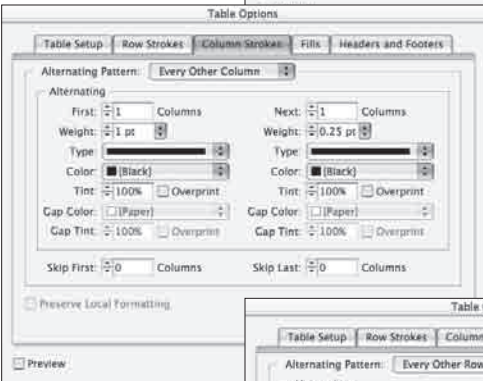 Table Options
Table Setup Row Strokes Column Strokes Fills Headers and Footers
Alternating Pattern: Every Other Column
Alternating
First: 1 Columns Next: 1 Columns
Weight: 1 pt Weight: 0.25 pt
Type: Type:
Color: [Black] Color: [Black]
Tint: 100% Overprint Tint: 100% Overprint
Gap Color: [Paper] Gap Color: [Paper]
Gap Tint: 100% Overprint Gap Tint: 100% Overprint
Skip First: 0 Columns Skip Last: 0 Columns
Preserve Local Formatting
Table
Table Setup Row Strokes Column
Preview
Alternating Pattern: Every Other Row